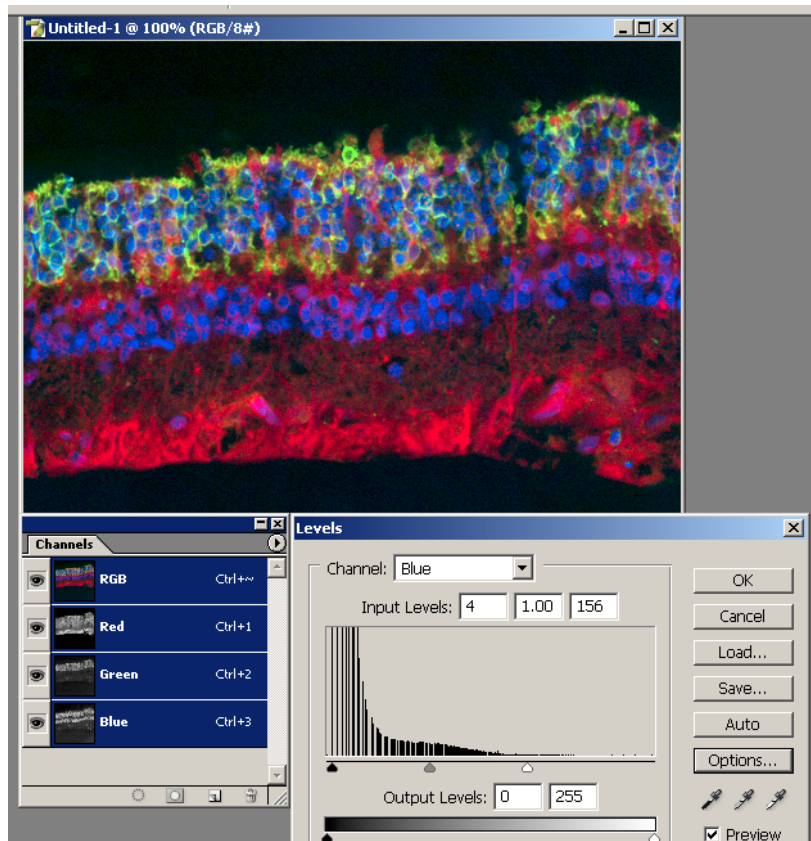 Untitled-1 @ 100% (RGB/8#)
Channels
RGB Ctrl+~
Red Ctrl+1
Green Ctrl+2
Blue Ctrl+3
Levels
Channel: Blue
Input Levels: 4 1.00 156
Output Levels: 0 255
OK
Cancel
Load...
Save...
Auto
Options...
Preview